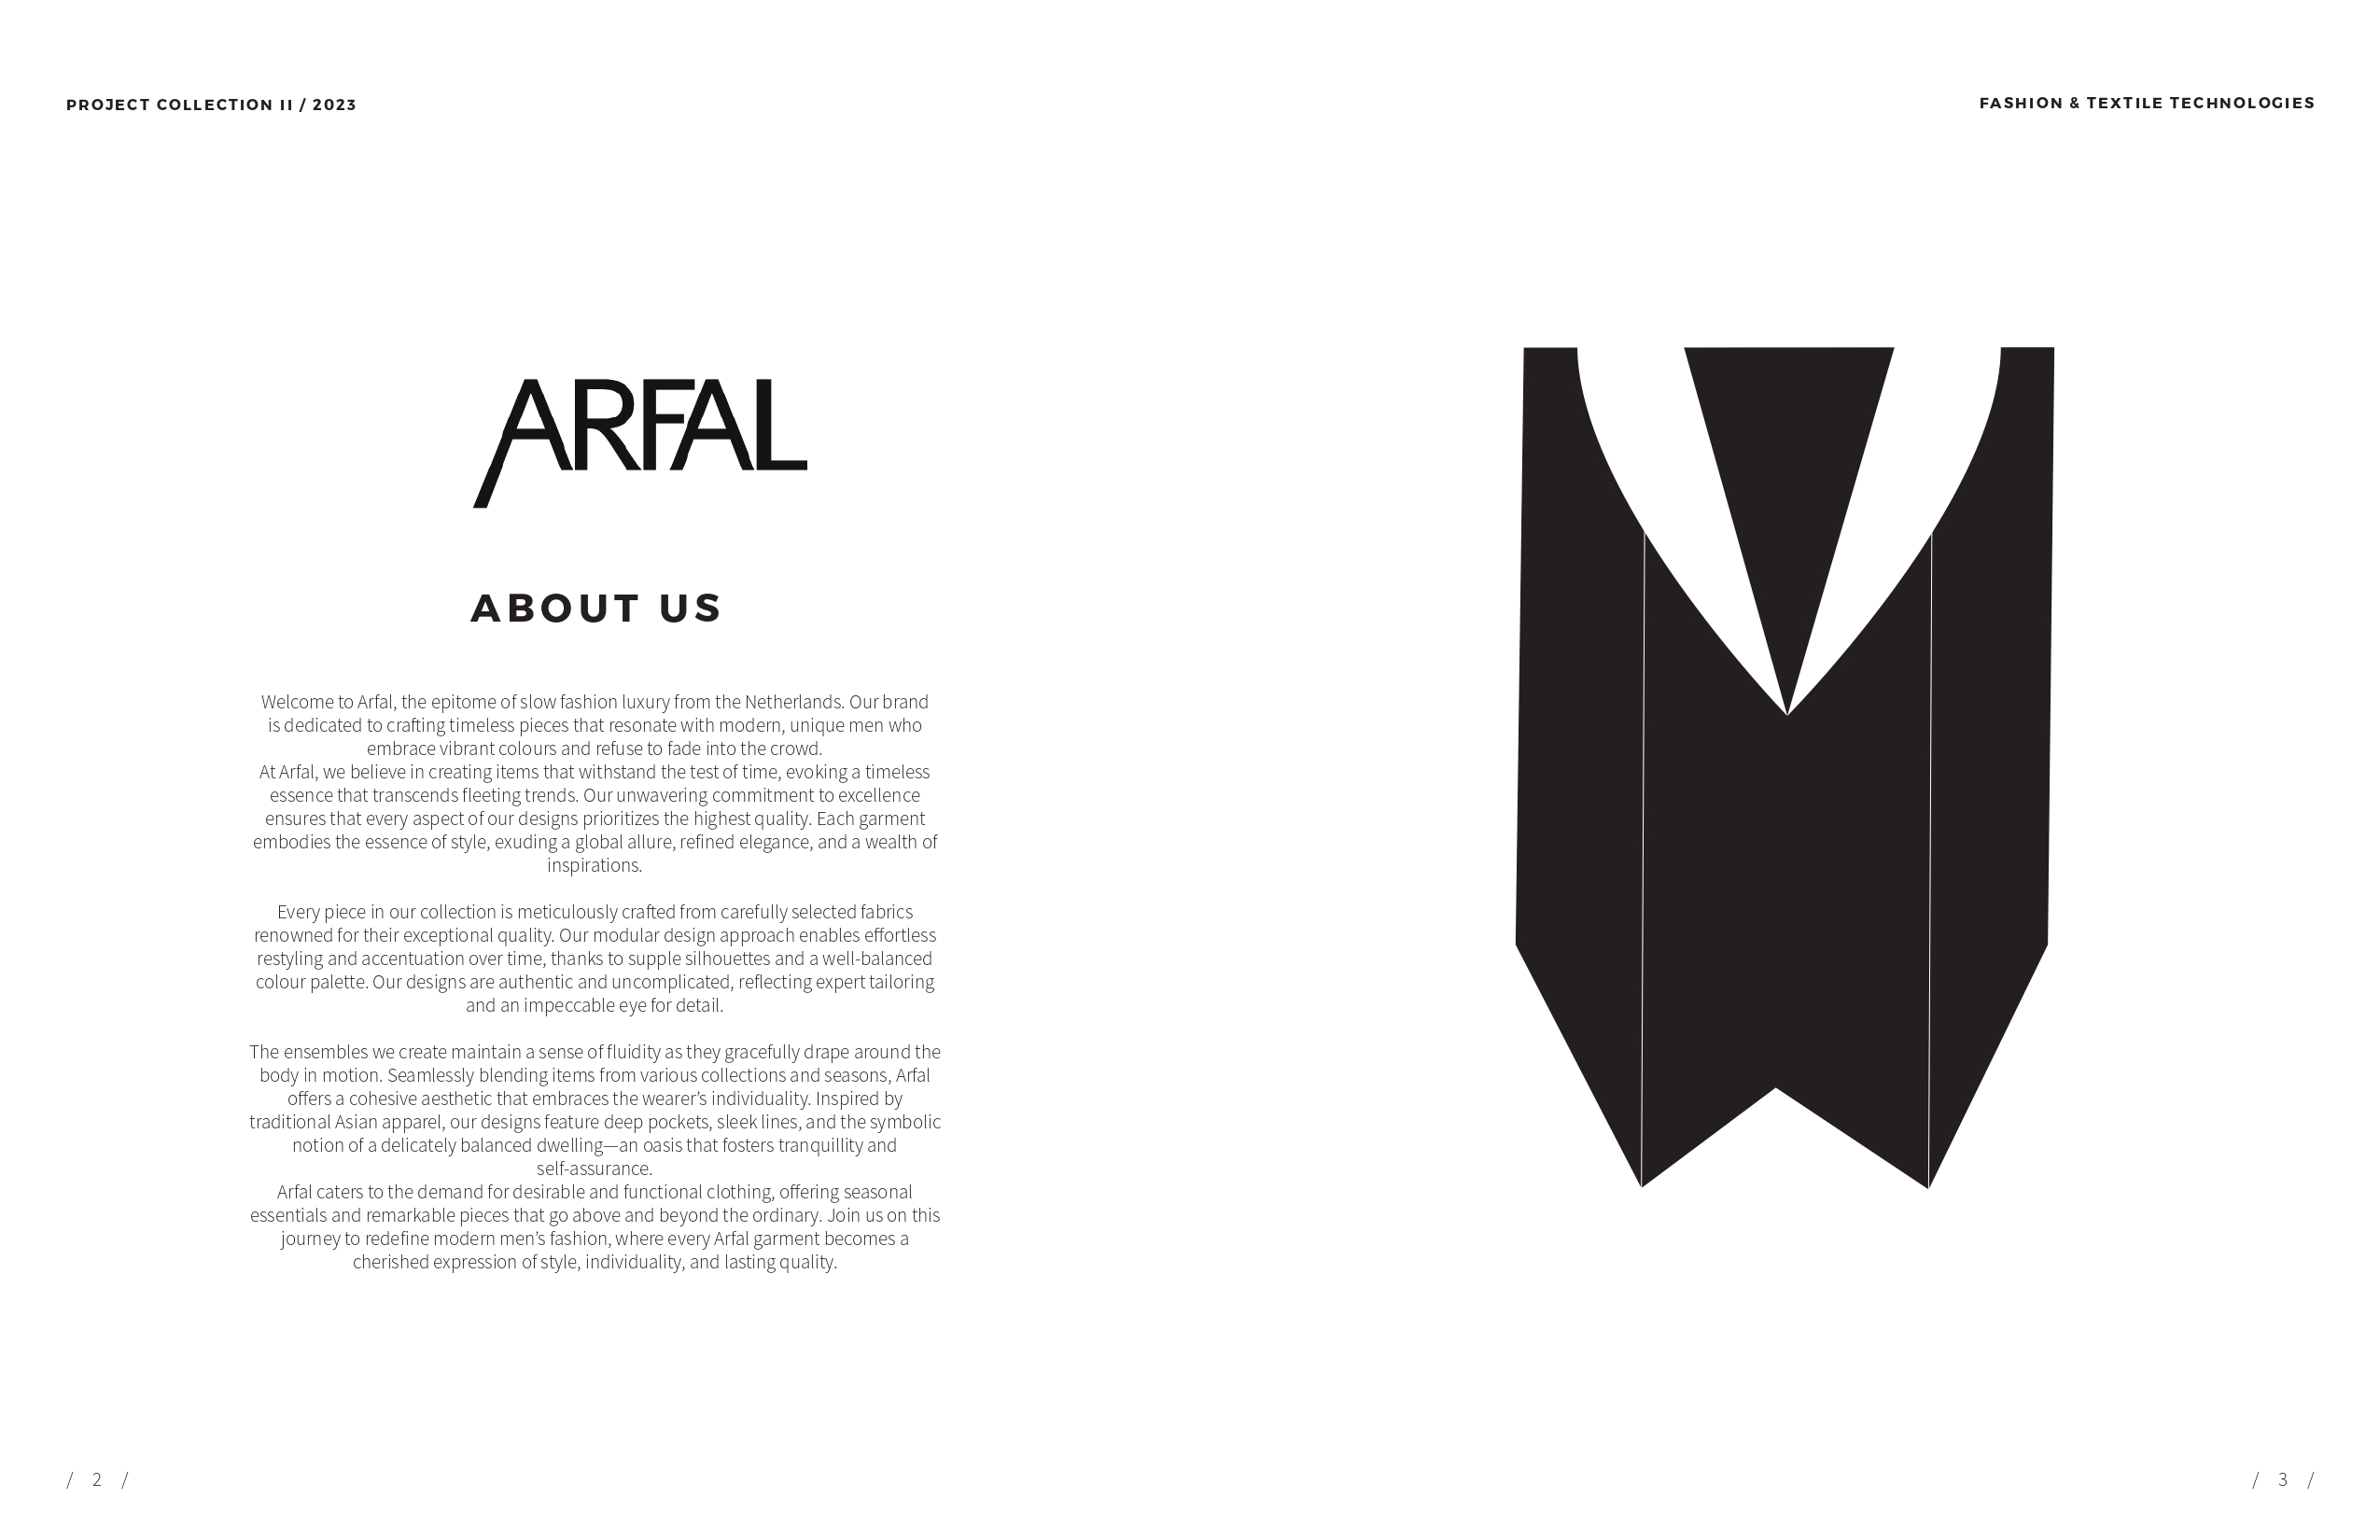 PROJECT COLLECTION II / 2023
FASHION & TEXTILE TECHNOLOGIES
ARFAL
ABOUT US
Welcome to Arfal, the epitome of slow fashion luxury from the Netherlands. Our brand
is dedicated to crafting timeless pieces that resonate with modern, unique men who
embrace vibrant colours and refuse to fade into the crowd.
At Arfal, we believe in creating items that withstand the test of time, evoking a timeless
essence that transcends fleeting trends. Our unwavering commitment to excellence
ensures that every aspect of our designs prioritizes the highest quality. Each garment
embodies the essence of style, exuding a global allure, refined elegance, and a wealth of
inspirations.
Every piece in our collection is meticulously crafted from carefully selected fabrics
renowned for their exceptional quality. Our modular design approach enables effortless
restyling and accentuation over time, thanks to supple silhouettes and a well-balanced
colour palette. Our designs are authentic and uncomplicated, reflecting expert tailoring
and an impeccable eye for detail.
The ensembles we create maintain a sense of fluidity as they gracefully drape around the
body in motion. Seamlessly blending items from various collections and seasons, Arfal
offers a cohesive aesthetic that embraces the wearer’s individuality. Inspired by
traditional Asian apparel, our designs feature deep pockets, sleek lines, and the symbolic
notion of a delicately balanced dwelling—an oasis that fosters tranquillity and
self-assurance.
Arfal caters to the demand for desirable and functional clothing, offering seasonal
essentials and remarkable pieces that go above and beyond the ordinary. Join us on this
journey to redefine modern men’s fashion, where every Arfal garment becomes a
cherished expression of style, individuality, and lasting quality.
/ 2 /
/ 3 /